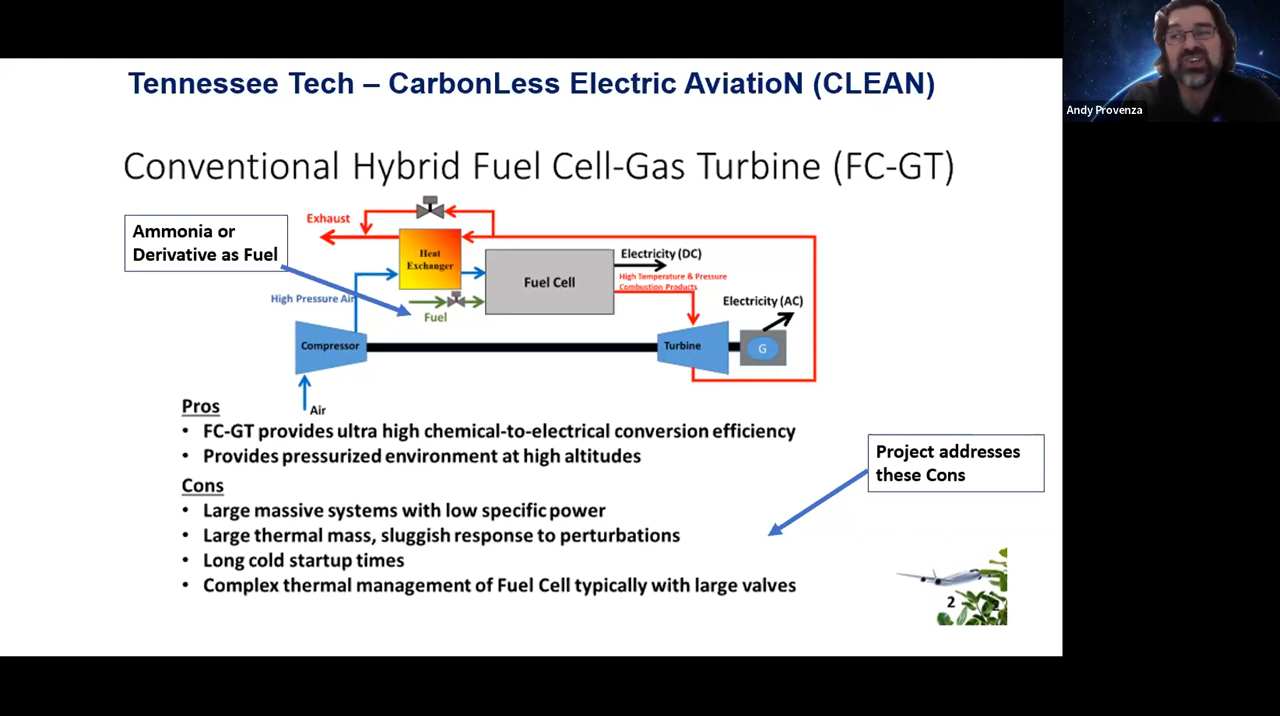 Tennessee Tech – CarbonLess Electric AviatioN (CLEAN)
Andy Provenza
Conventional Hybrid Fuel Cell-Gas Turbine (FC-GT)
Ammonia or
Derivative as Fuel
Exhaust
Heat
Exchanger
Fuel Cell
Electricity (DC)
High Temperature & Pressure
Combustion Products
High Pressure Air
Fuel
Electricity (AC)
Compressor
Turbine
G
Air
Pros
• FC-GT provides ultra high chemical-to-electrical conversion efficiency
• Provides pressurized environment at high altitudes
Cons
• Large massive systems with low specific power
• Large thermal mass, sluggish response to perturbations
• Long cold startup times
• Complex thermal management of Fuel Cell typically with large valves
Project addresses
these Cons
2